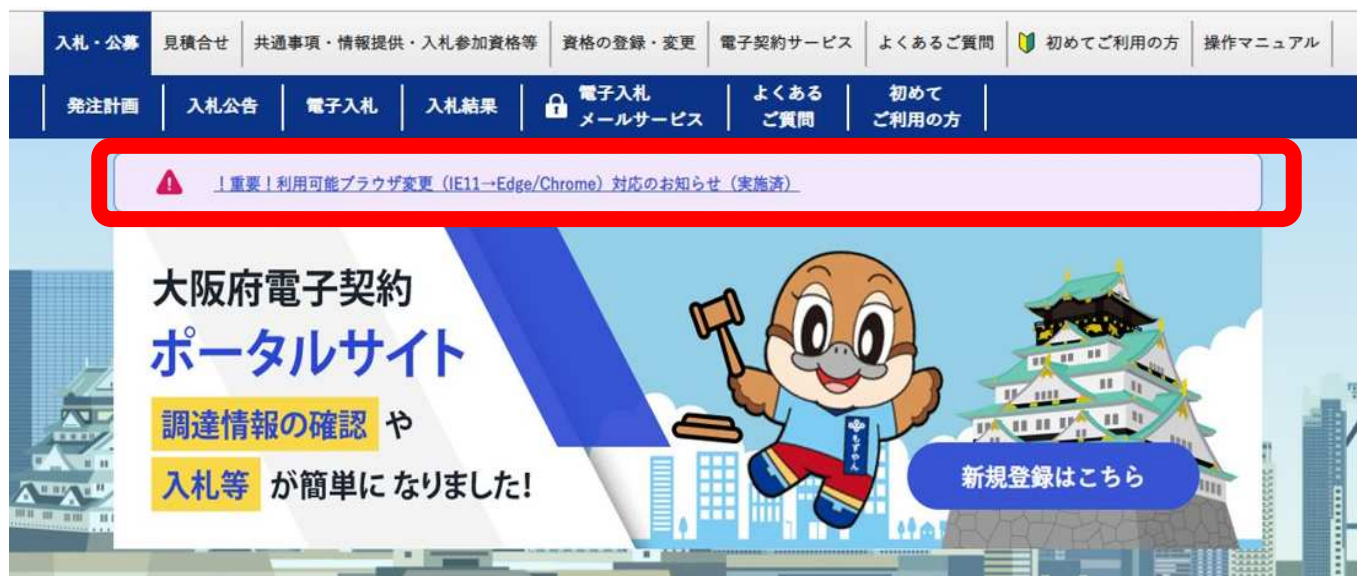 入札・公募 見積合せ 共通事項・情報提供・入札参加資格等 資格の登録・変更 電子契約サービス よくあるご質問 初めてご利用の方 操作マニュアル
発注計画 入札公告 電子入札 入札結果
電子入札
メールサービス
よくある
ご質問
初めて
ご利用の方
！重要！利用可能ブラウザ変更（IE11→Edge/Chrome）対応のお知らせ（実施済）
大阪府電子契約
ポータルサイト
調達情報の確認 や
入札等 が簡単に なりました!
もずやん
新規登録はこちら